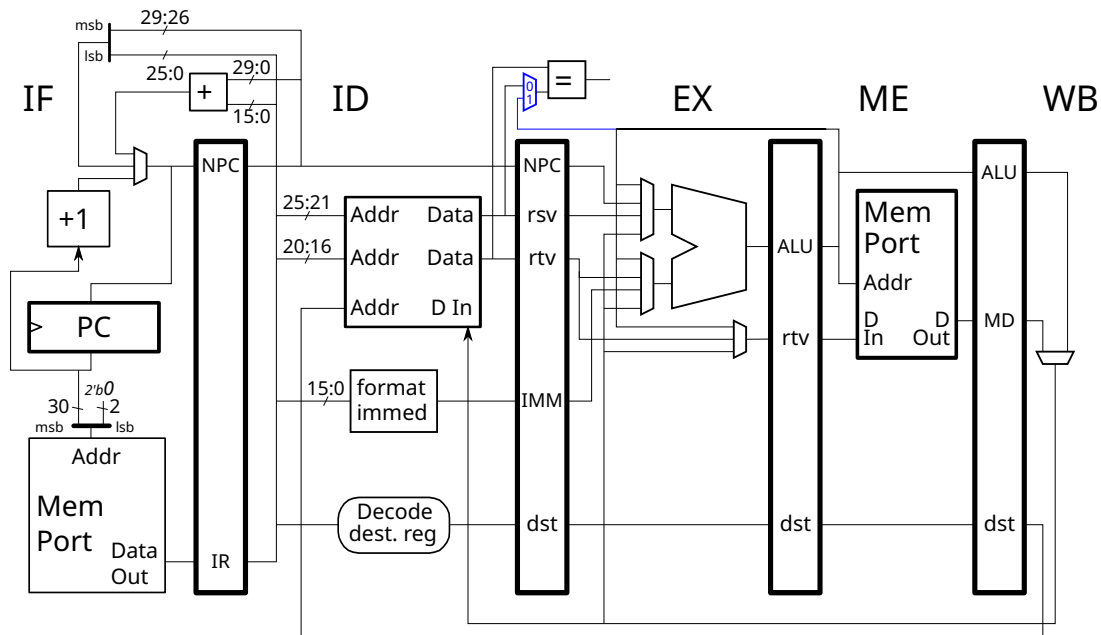 29:26
msb
lsb
25:0
29:0
+
15:0
=
0
1
IF
ID
EX
ME
WB
NPC
NPC
+1
25:21
Addr
Data
rsv
20:16
Addr
Data
rtv
Addr
D In
ALU
ALU
Mem
Port
Addr
D
In
D
Out
MD
rtv
PC
2'b0
30
2
msb
lsb
15:0
format
immed
IMM
Addr
Mem
Port
Data
Out
IR
Decode
dest. reg
dst
dst
dst